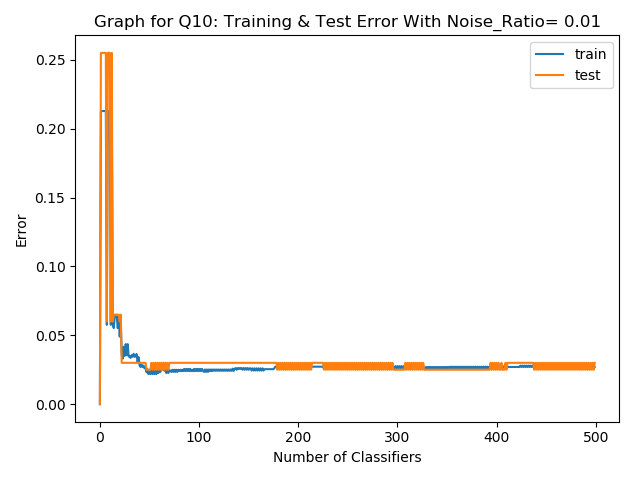 Graph for Q10: Training & Test Error With Noise_Ratio= 0.01
train
test
0.25
0.20
0.15
0.10
0.05
0.00
Error
0 100 200 300 400 500
Number of Classifiers